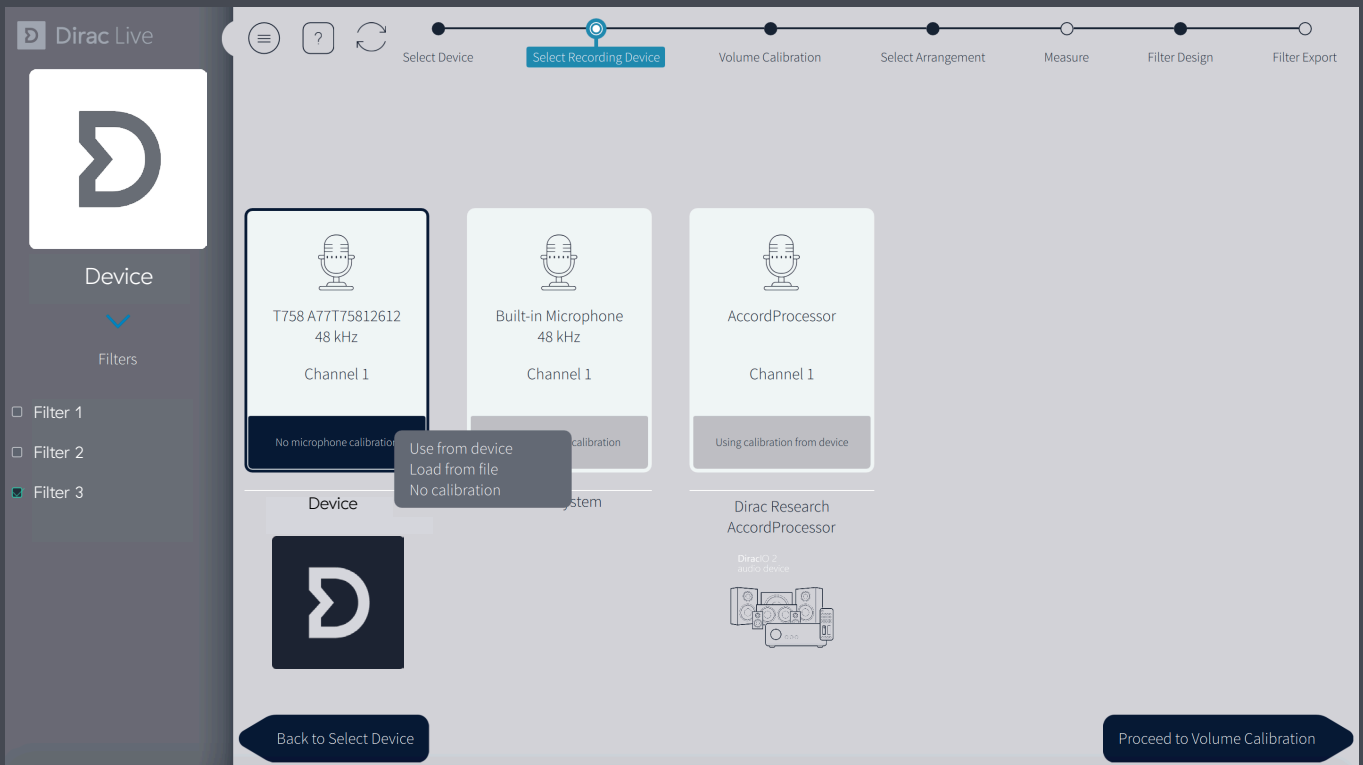 Dirac Live
?
Select Device
Select Recording Device
Volume Calibration
Select Arrangement
Measure
Filter Design
Filter Export
Device
Filters
Filter 1
Filter 2
Filter 3
T758 A77T75812612
48 kHz
Channel 1
No microphone calibration
Built-in Microphone
48 kHz
Channel 1
calibration
AccordProcessor
Channel 1
Using calibration from device
Use from device
Load from file
No calibration
Device
ystem
Dirac Research
AccordProcessor
DiracIO 2
audio device
Back to Select Device
Proceed to Volume Calibration